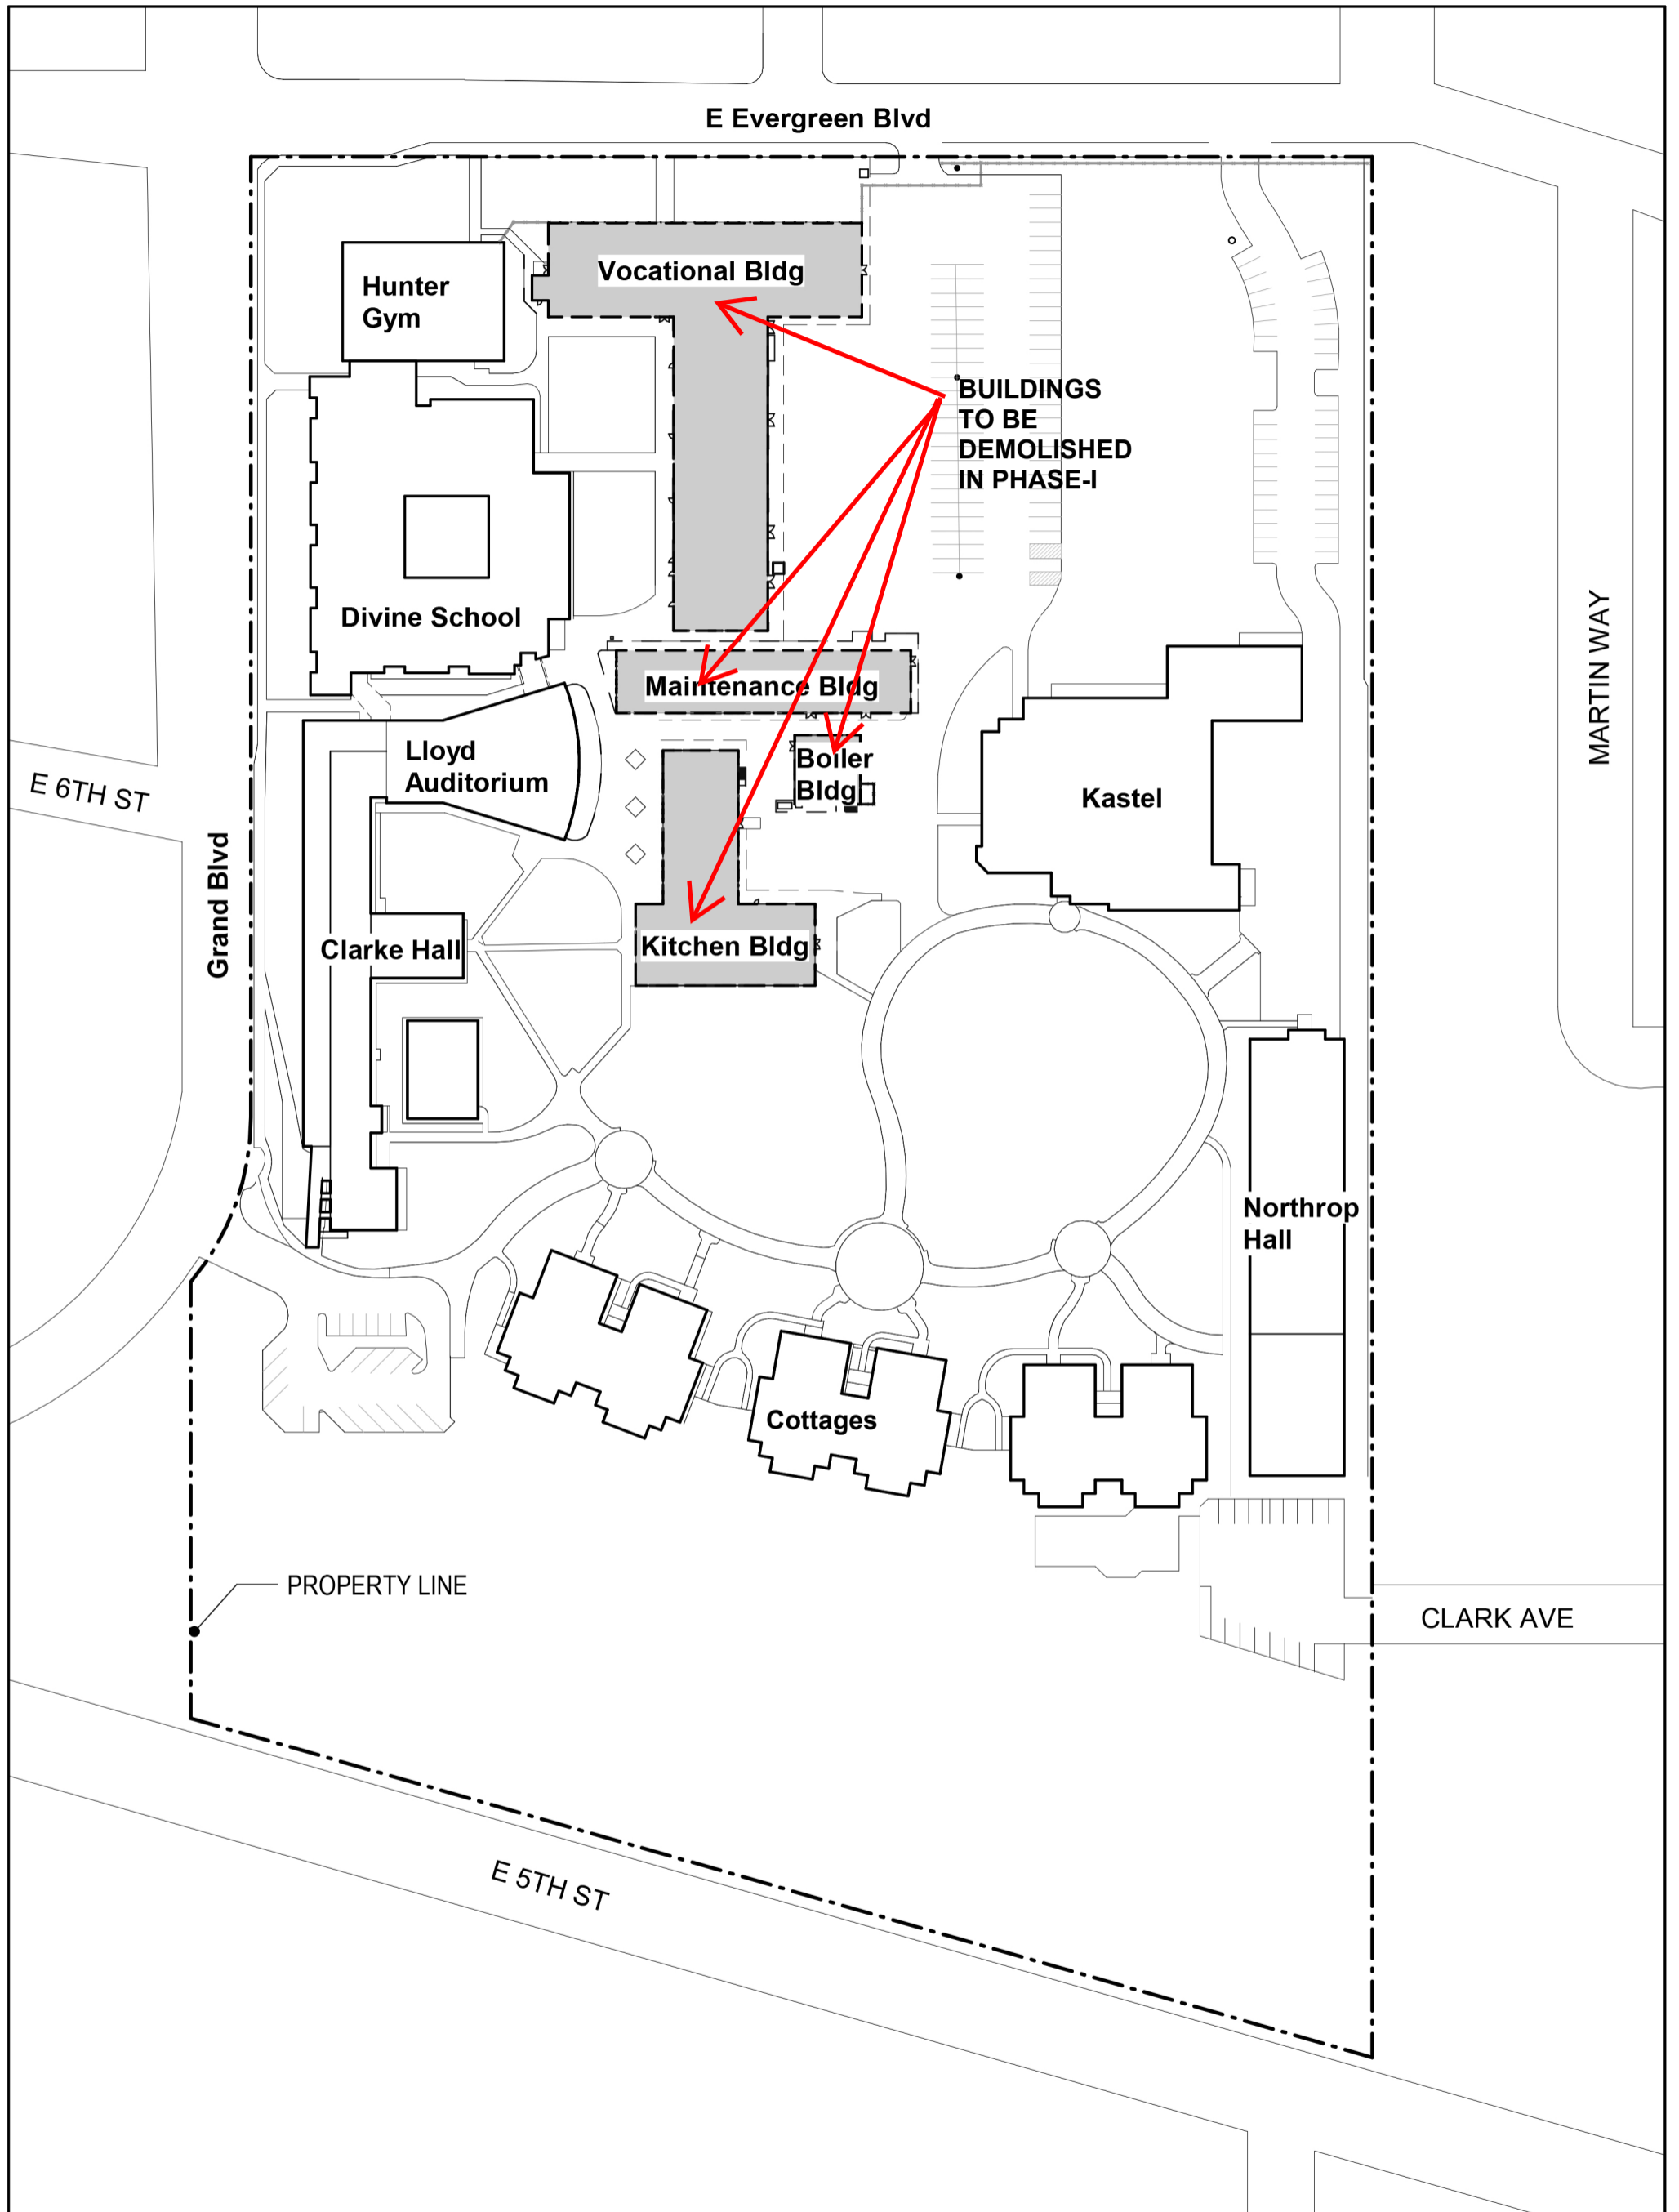 E Evergreen Blvd
Vocational Bldg
Hunter
Gym
BUILDINGS
TO BE
DEMOLISHED
IN PHASE-I
Divine School
MARTIN WAY
Maintenance Bldg
Lloyd
Auditorium
Boiler
Bldg
E 6TH ST
Kastel
Grand Blvd
Clarke Hall
Kitchen Bldg
Northrop
Hall
Cottages
PROPERTY LINE
CLARK AVE
E 5TH ST